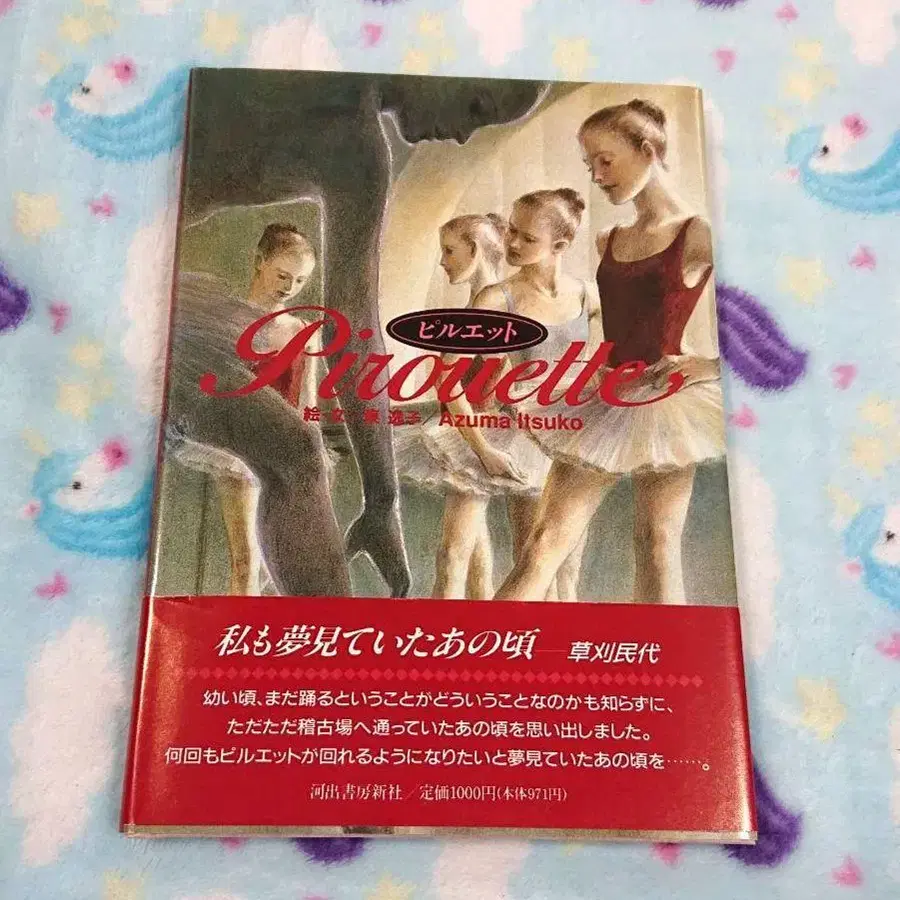 ピルエット
Pirouette
絵・文 東 逸子/Azuma Itsuko
私も夢見ていたあの頃——草刈民代
幼い頃、まだ踊るということがどういうことなのかも知らずに、
ただただ稽古場へ通っていたあの頃を思い出しました。
何回もピルエットが回れるようになりたいと夢見ていたあの頃を……。
河出書房新社/定価1000円(本体971円)